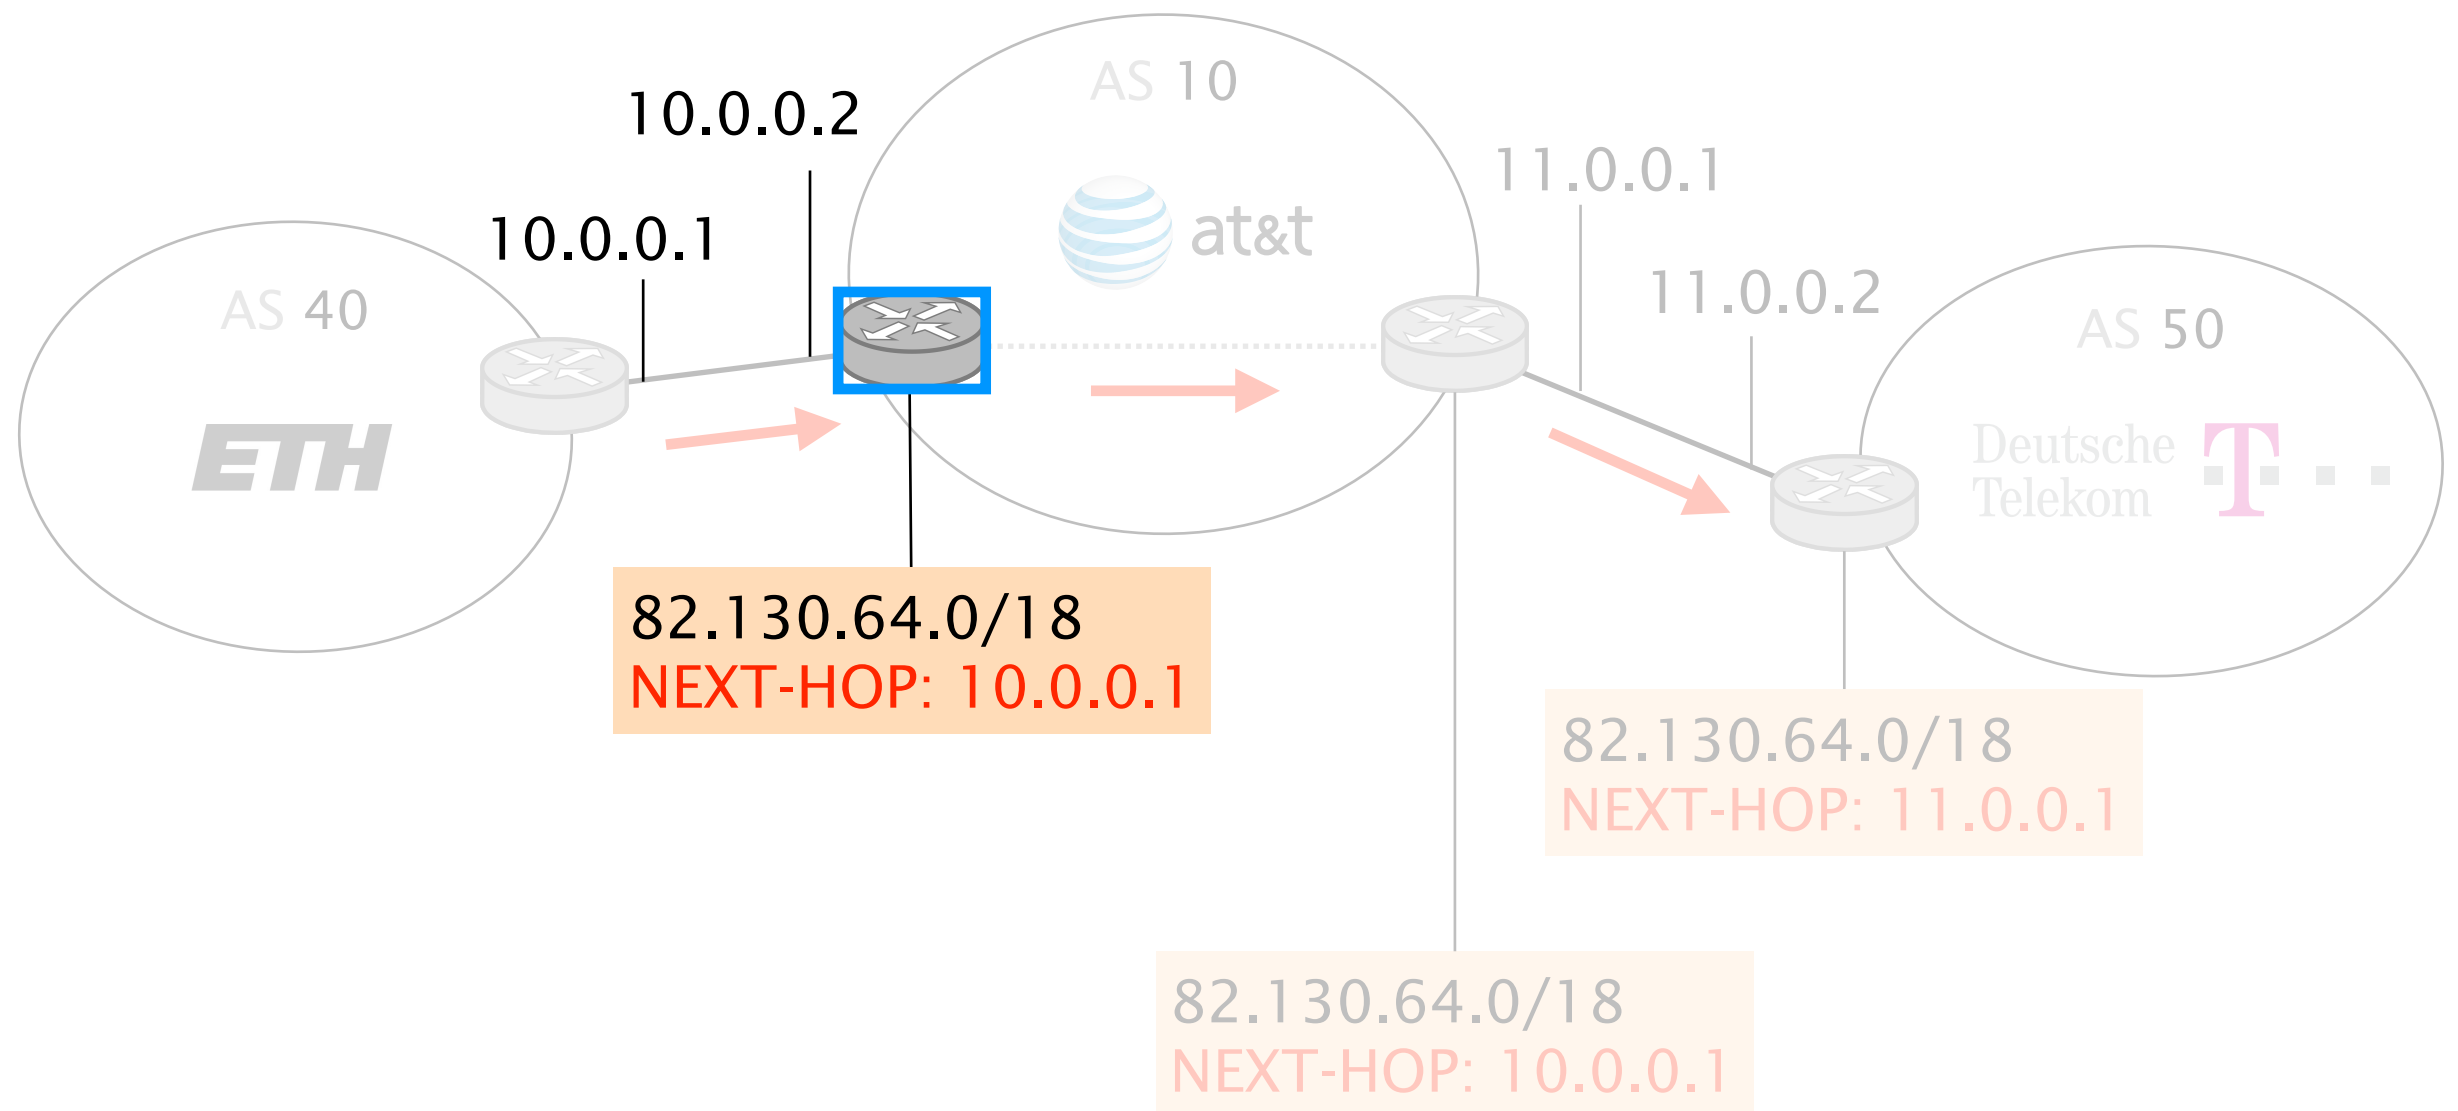 AS 10
10.0.0.2
10.0.0.1
at&t
11.0.0.1
11.0.0.2
AS 40
ETH
AS 50
Deutsche
Telekom
T
82.130.64.0/18
NEXT-HOP: 10.0.0.1
82.130.64.0/18
NEXT-HOP: 11.0.0.1
82.130.64.0/18
NEXT-HOP: 10.0.0.1